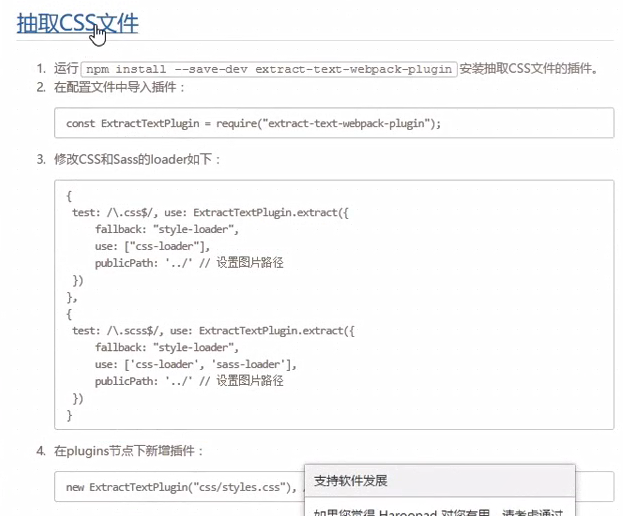 抽取CSS文件
1. 运行 npm install --save-dev extract-text-webpack-plugin 安装抽取CSS文件的插件。
2. 在配置文件中导入插件：
const ExtractTextPlugin = require("extract-text-webpack-plugin");
3. 修改CSS和Sass的loader如下：
{
test: /\.css$/, use: ExtractTextPlugin.extract({
fallback: "style-loader",
use: ["css-loader"],
publicPath: '../' // 设置图片路径
})
},
{
test: /\.scss$/, use: ExtractTextPlugin.extract({
fallback: "style-loader",
use: ['css-loader', 'sass-loader'],
publicPath: '../' // 设置图片路径
})
}
4. 在plugins节点下新增插件：
new ExtractTextPlugin("css/styles.css"),
支持软件发展
如果您觉得 Haroopad 对您有用，请考虑通过